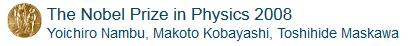 The Nobel Prize in Physics 2008
Yoichiro Nambu, Makoto Kobayashi, Toshihide Maskawa